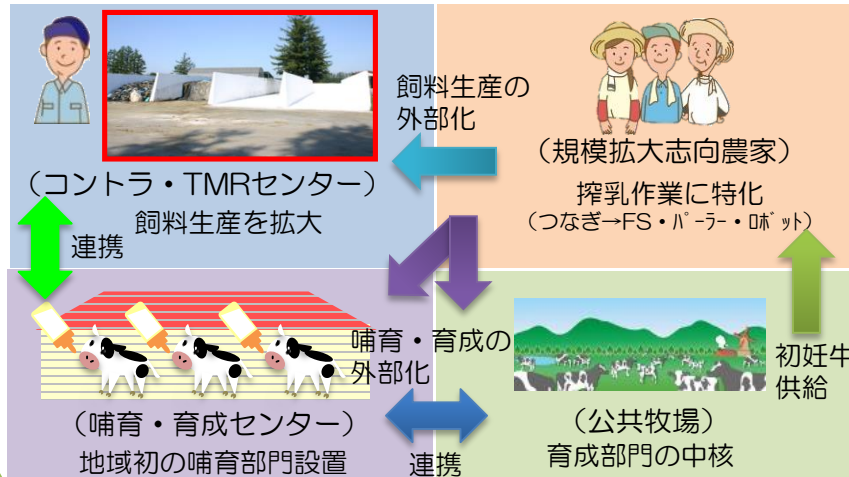 飼料生産の
外部化
（コントラ・TMRセンター）
飼料生産を拡大
（規模拡大志向農家）
搾乳作業に特化
（つなぎ→FS・ﾊﾟｰﾗｰ・ﾛﾎﾞｯﾄ）
連携
哺育・育成の
外部化
初妊牛
供給
（哺育・育成センター）
地域初の哺育部門設置
連携
（公共牧場）
育成部門の中核